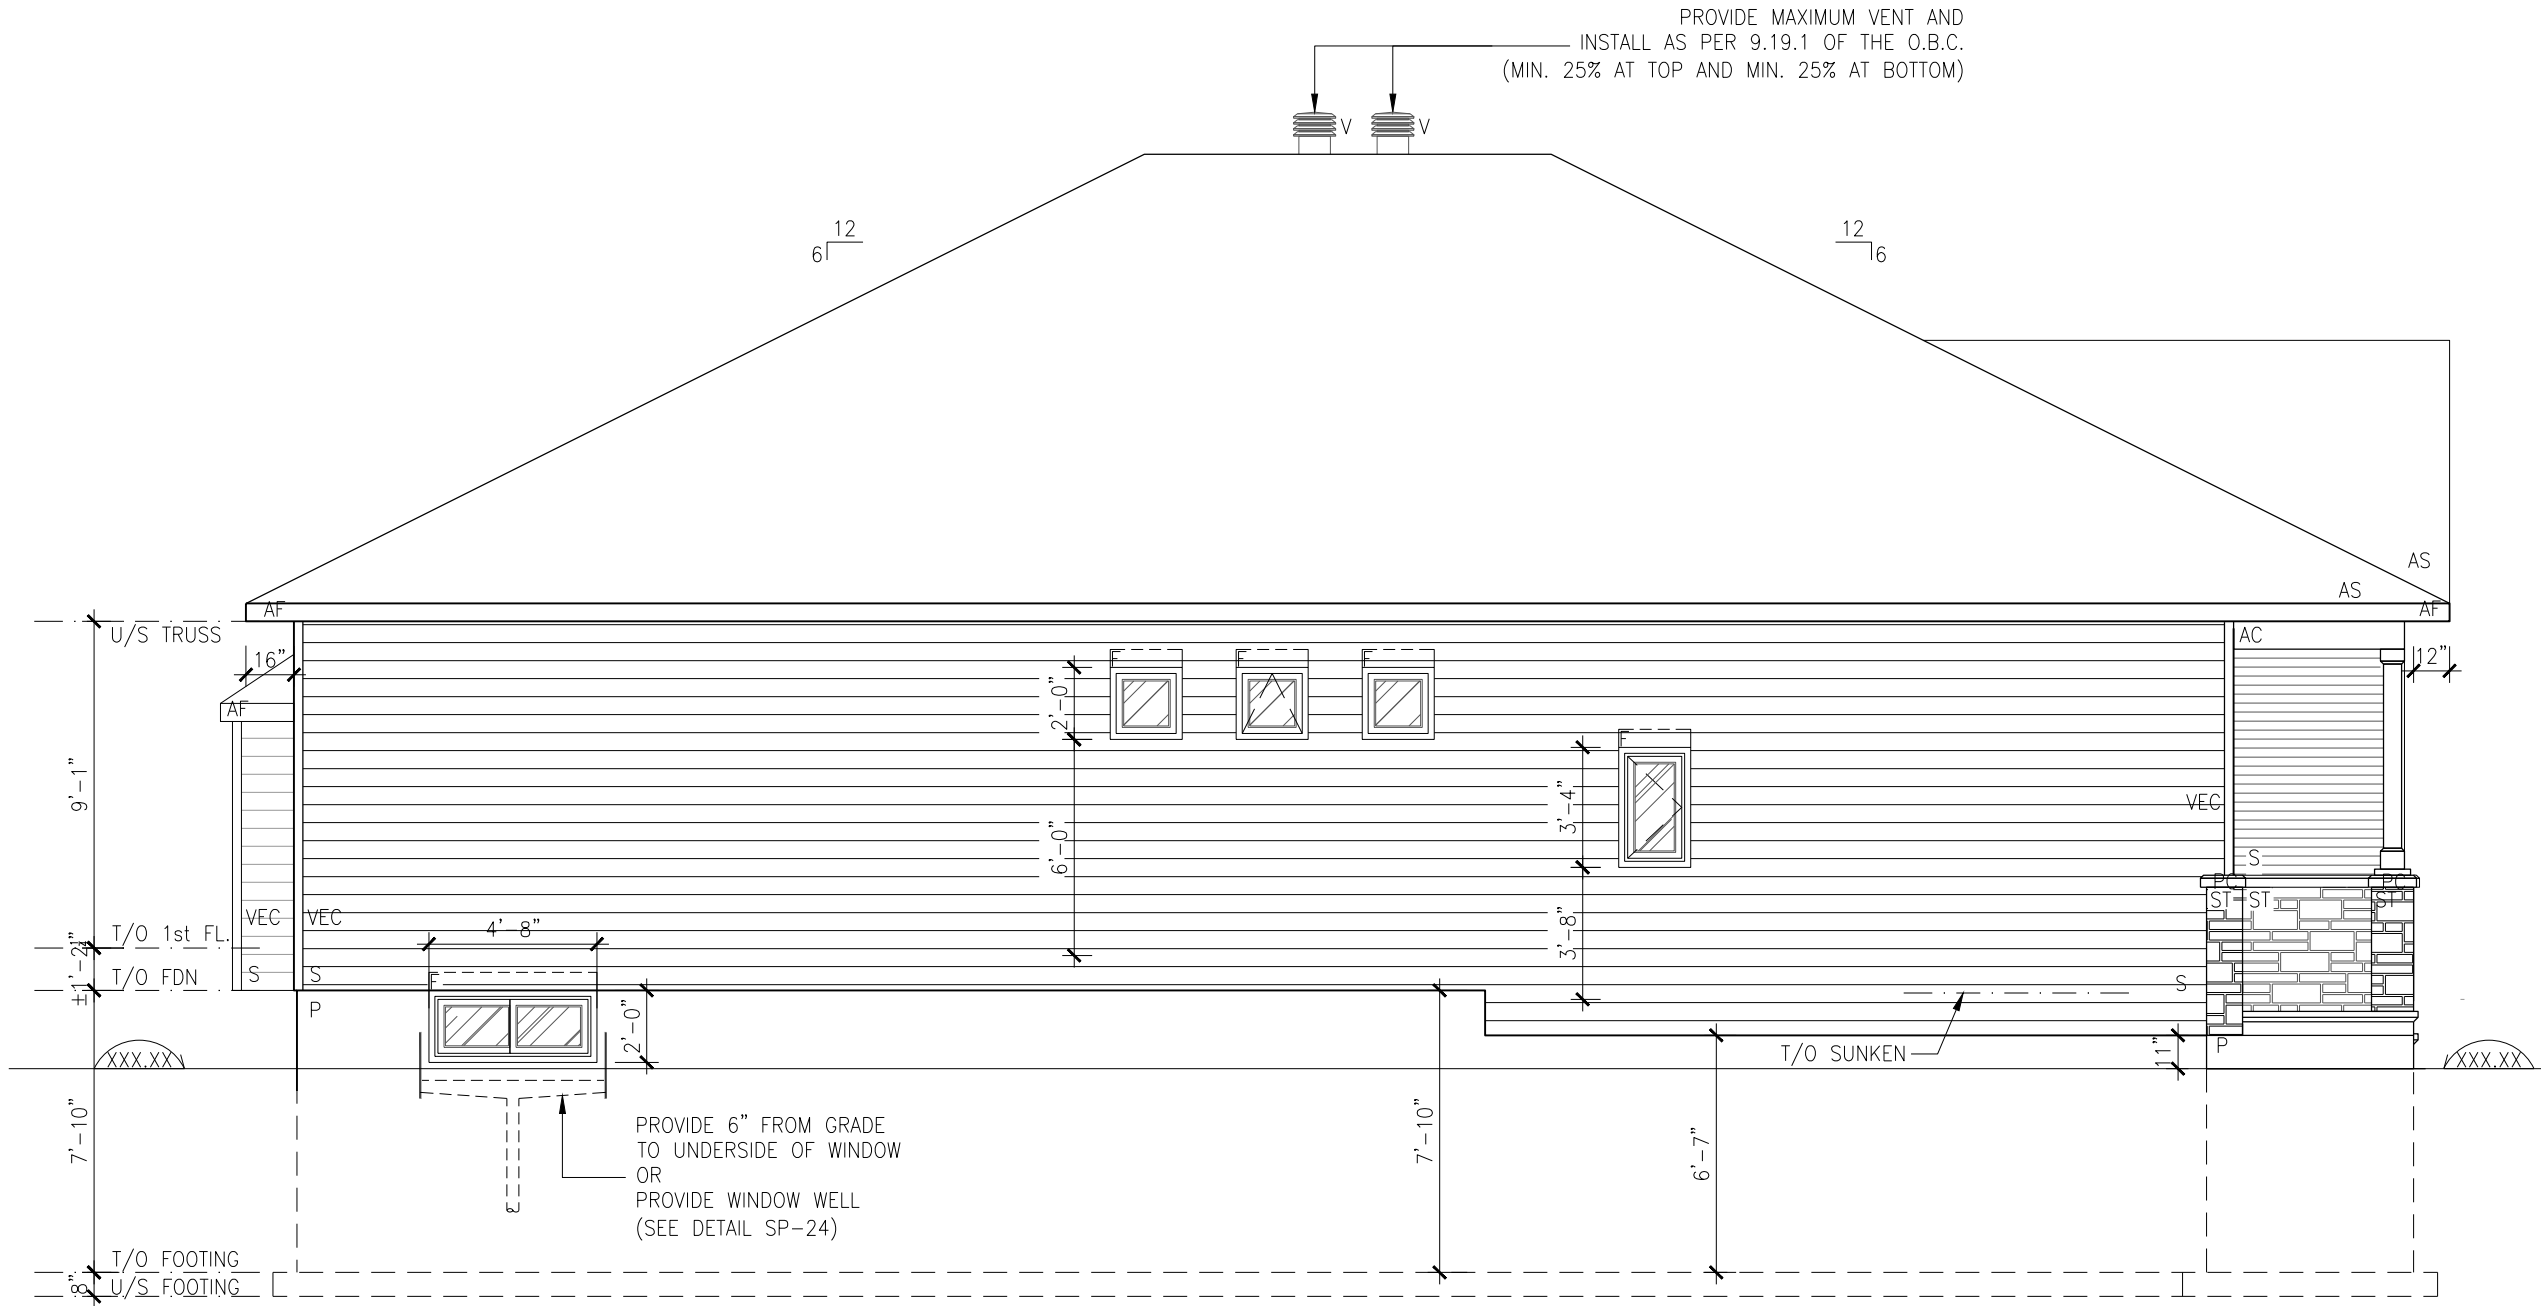 PROVIDE MAXIMUM VENT AND
INSTALL AS PER 9.19.1 OF THE O.B.C.
(MIN. 25% AT TOP AND MIN. 25% AT BOTTOM)
V
V
12
6
12
6
AS
AS
AF
AF
U/S TRUSS
AC
16"
12"
F
F
F
2'-0"
AF
F
9'-1"
3'-4"
VEC
6'-0"
S
PC
PC
ST
ST
ST
VEC
VEC
4'-8"
3'-8"
T/O 1st FL.
±1'-2½"
T/O FDN
S
S
F
S
P
2'-0"
T/O SUNKEN
11"
P
XXX.XX
XXX.XX
7'-10"
PROVIDE 6" FROM GRADE
TO UNDERSIDE OF WINDOW
OR
PROVIDE WINDOW WELL
(SEE DETAIL SP-24)
7'-10"
6'-7"
T/O FOOTING
8"
U/S FOOTING